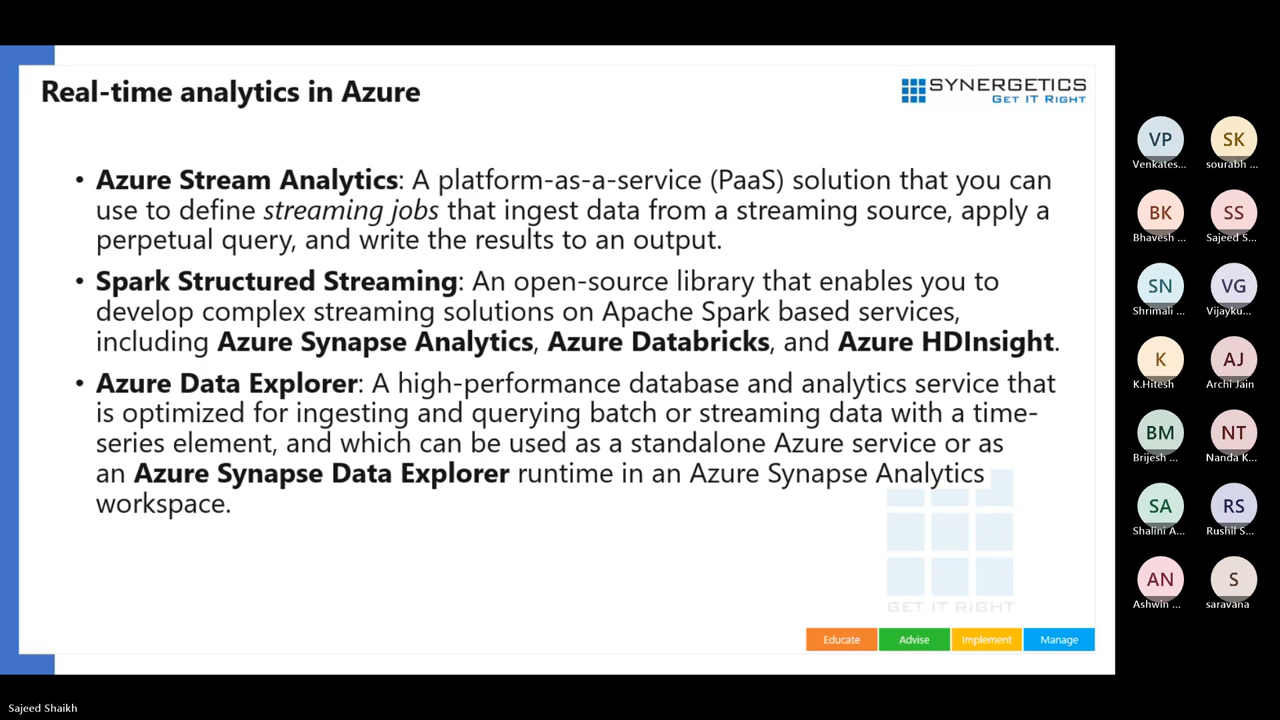 Real-time analytics in Azure
SYNERGETICS
GET IT RIGHT
• Azure Stream Analytics: A platform-as-a-service (PaaS) solution that you can
use to define streaming jobs that ingest data from a streaming source, apply a
perpetual query, and write the results to an output.
• Spark Structured Streaming: An open-source library that enables you to
develop complex streaming solutions on Apache Spark based services,
including Azure Synapse Analytics, Azure Databricks, and Azure HDInsight.
• Azure Data Explorer: A high-performance database and analytics service that
is optimized for ingesting and querying batch or streaming data with a time-
series element, and which can be used as a standalone Azure service or as
an Azure Synapse Data Explorer runtime in an Azure Synapse Analytics
workspace.
GET IT RIGHT
Educate Advise Implement Manage
VP SK
Venkates... sourabh ...
BK SS
Bhavesh ... Sajeed S...
SN VG
Shrimali ... Vijayku...
K AJ
K.Hitesh Archi Jain
BM NT
Brijesh ... Nanda K...
SA RS
Shalini A... Rushil S...
AN S
Ashwin ... saravana
Sajeed Shaikh